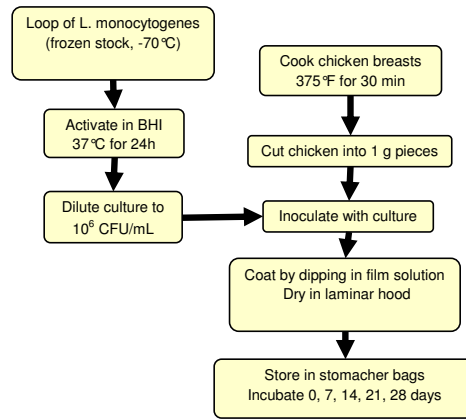 Loop of L. monocytogenes
(frozen stock, -70°C)
Activate in BHI
37°C for 24h
Dilute culture to
10⁶ CFU/mL
Cook chicken breasts
375°F for 30 min
Cut chicken into 1 g pieces
Inoculate with culture
Coat by dipping in film solution
Dry in laminar hood
Store in stomacher bags
Incubate 0, 7, 14, 21, 28 days